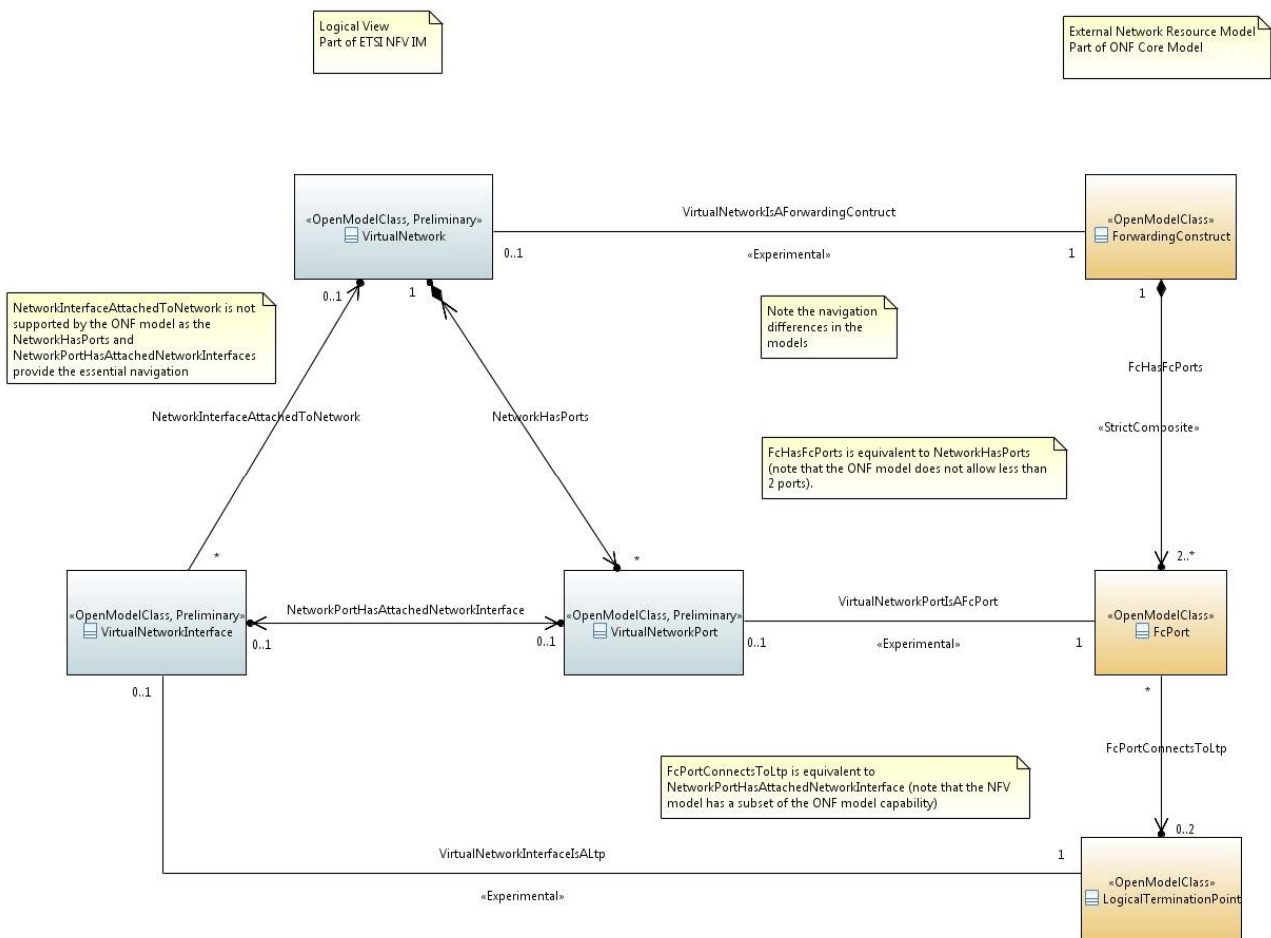 Logical View
Part of ETSI NFV IM
External Network Resource Model
Part of ONF Core Model
«OpenModelClass, Preliminary»
VirtualNetwork
VirtualNetworkIsAForwardingContruct
0..1
«Experimental»
1
«OpenModelClass»
ForwardingConstruct
0..1
1
1
NetworkInterfaceAttachedToNetwork is not
supported by the ONF model as the
NetworkHasPorts and
NetworkPortHasAttachedNetworkInterfaces
provide the essential navigation
Note the navigation
differences in the
models
FcHasFcPorts
NetworkInterfaceAttachedToNetwork
NetworkHasPorts
«StrictComposite»
FcHasFcPorts is equivalent to NetworkHasPorts
(note that the ONF model does not allow less than
2 ports).
*
*
2..*
«OpenModelClass, Preliminary»
VirtualNetworkInterface
NetworkPortHasAttachedNetworkInterface
0..1
0..1
«OpenModelClass, Preliminary»
VirtualNetworkPort
VirtualNetworkPortIsAFcPort
0..1
«Experimental»
1
«OpenModelClass»
FcPort
0..1
*
FcPortConnectsToLtp
FcPortConnectsToLtp is equivalent to
NetworkPortHasAttachedNetworkInterface (note that the NFV
model has a subset of the ONF model capability)
0..2
VirtualNetworkInterfaceIsALtp
1
«Experimental»
«OpenModelClass»
LogicalTerminationPoint